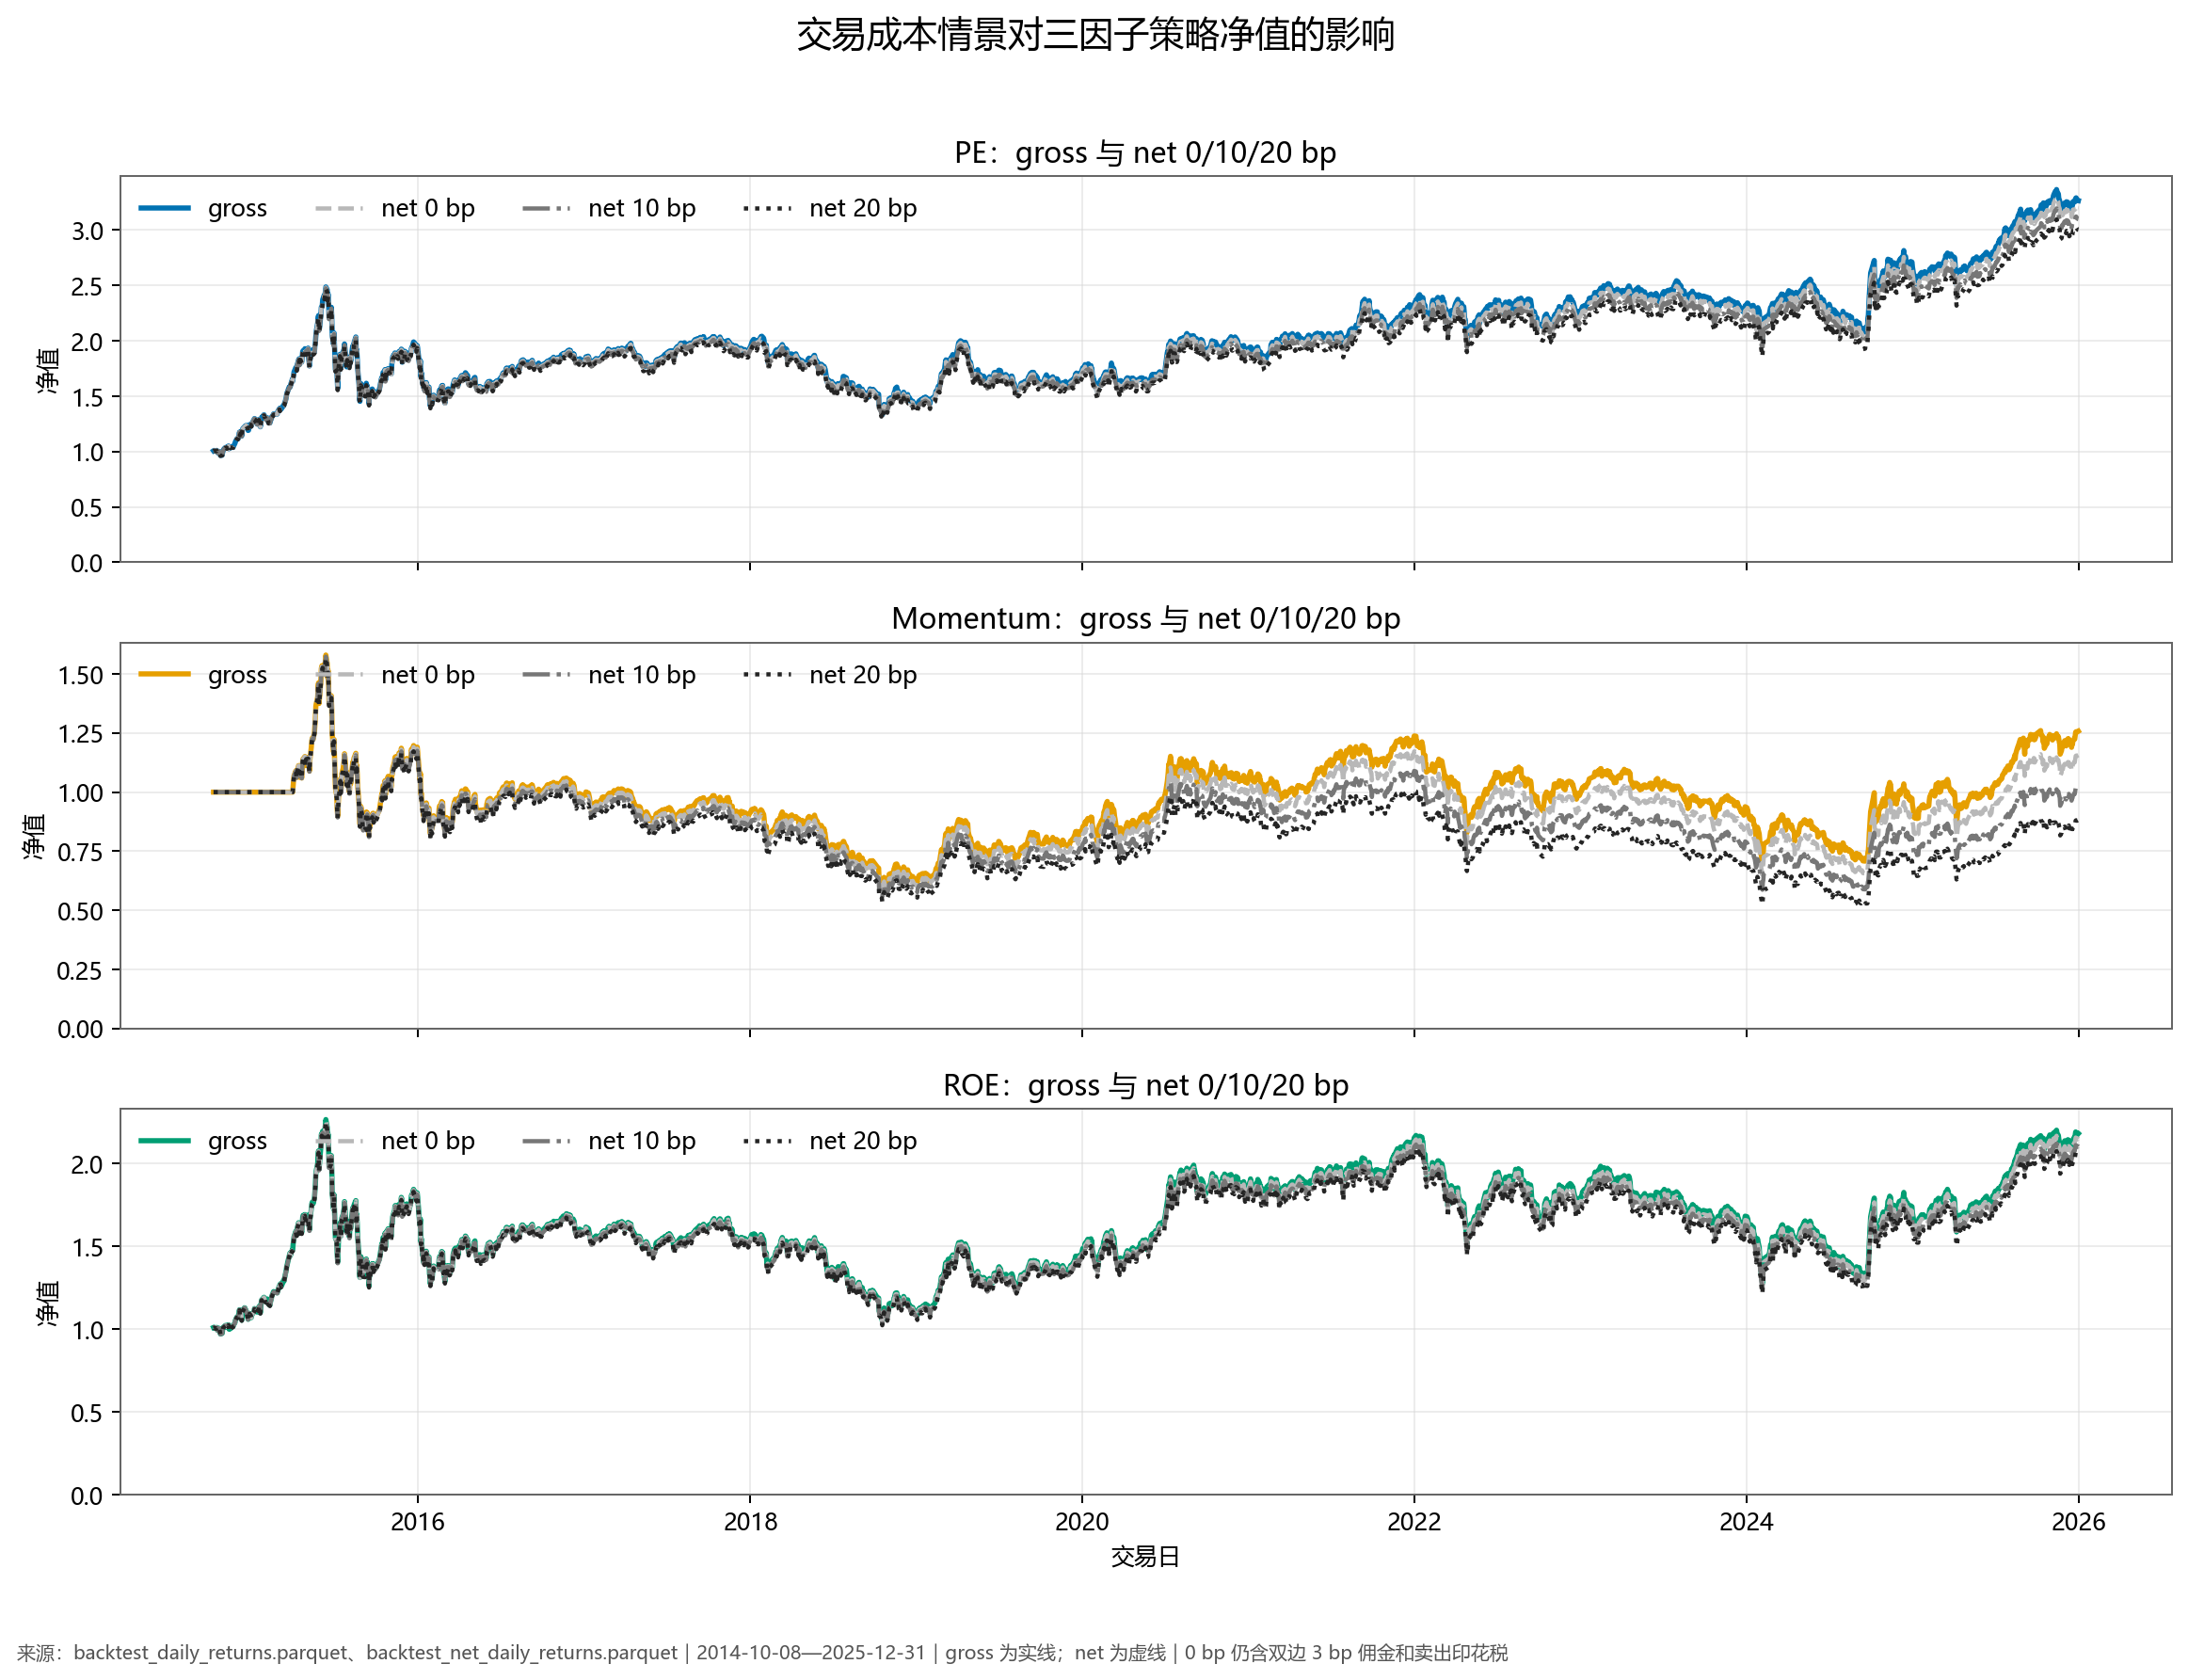 交易成本情景对三因子策略净值的影响
PE：gross 与 net 0/10/20 bp
gross net 0 bp net 10 bp net 20 bp
3.0
2.5
2.0
1.5
1.0
0.5
0.0
净值
Momentum：gross 与 net 0/10/20 bp
gross net 0 bp net 10 bp net 20 bp
1.50
1.25
1.00
0.75
0.50
0.25
0.00
净值
ROE：gross 与 net 0/10/20 bp
gross net 0 bp net 10 bp net 20 bp
2.0
1.5
1.0
0.5
0.0
净值
2016 2018 2020 2022 2024 2026
交易日
来源：backtest_daily_returns.parquet、backtest_net_daily_returns.parquet | 2014-10-08—2025-12-31 | gross 为实线；net 为虚线 | 0 bp 仍含双边 3 bp 佣金和卖出印花税